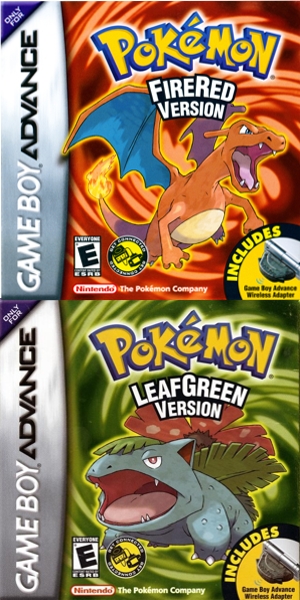 ONLY FOR
GAME BOY ADVANCE
POKéMON
FIRERED
VERSION
EVERYONE
E
ESRB
GET CONNECTED
INCLUDES
Game Boy Advance
Wireless Adapter
Nintendo The Pokémon Company
ONLY FOR
GAME BOY ADVANCE
POKéMON
LEAFGREEN
VERSION
EVERYONE
E
ESRB
INCLUDES
Game Boy Advance
Wireless Adapter
Nintendo The Pokémon Company